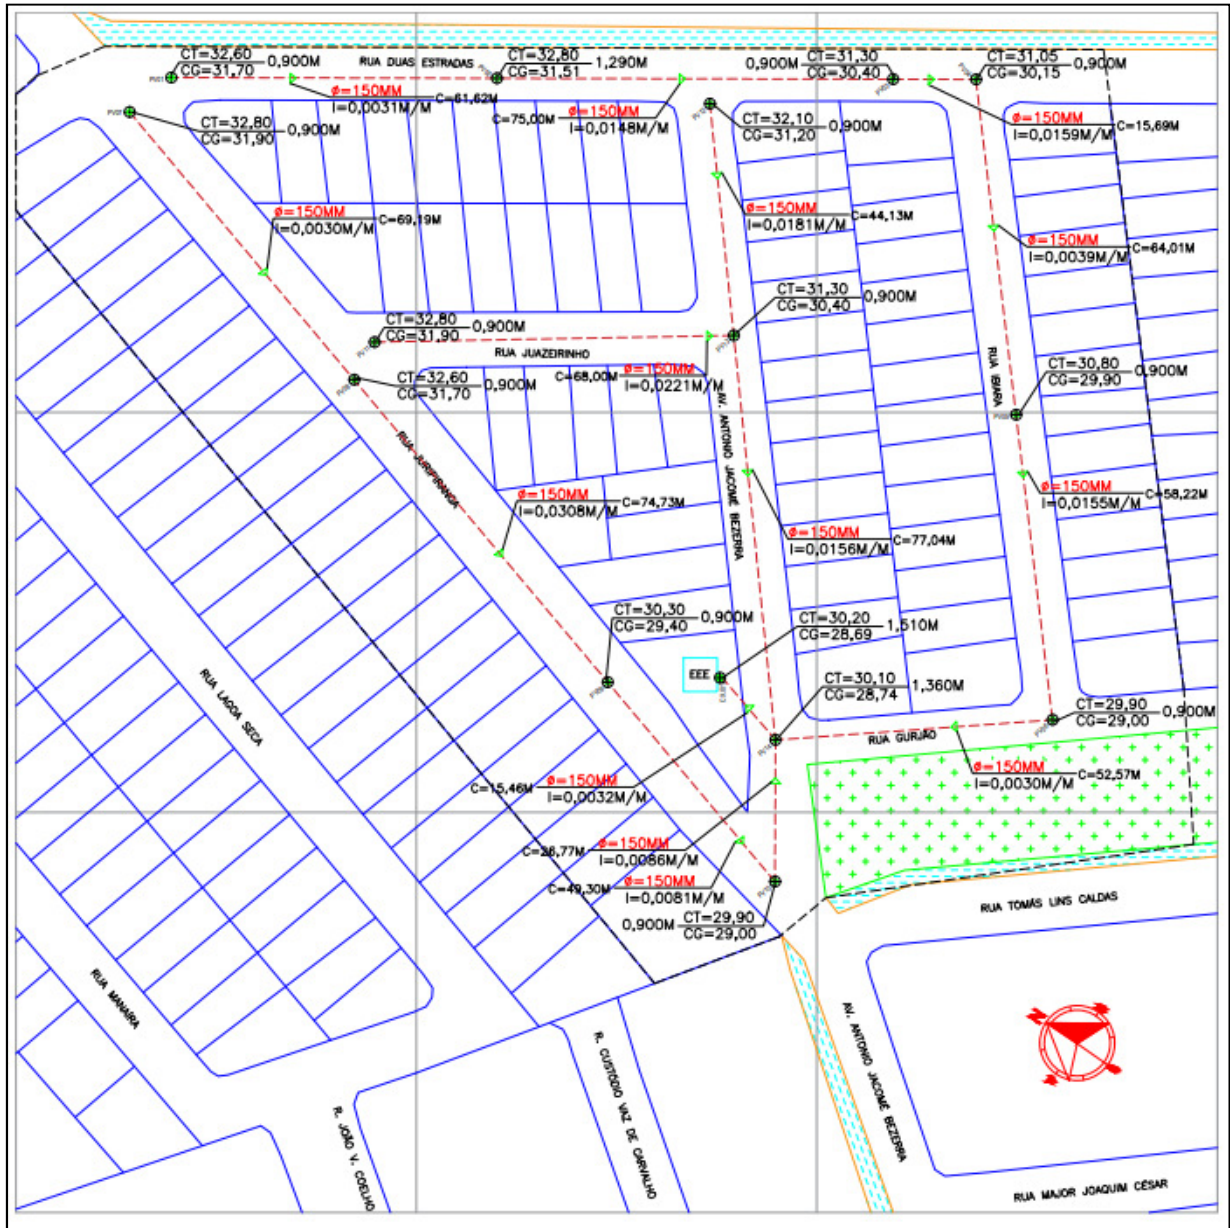 CT=32,60
CG=31,70
0,900M
RUA DUAS ESTRADAS
CT=32,80
CG=31,51
1,290M
0,900M
CT=31,30
CG=30,40
CT=31,05
CG=30,15
0,900M
ø=150MM
I=0,0031M/M
C=61,62M
C=75,00M
ø=150MM
I=0,0148M/M
ø=150MM
I=0,0159M/M
C=15,69M
CT=32,80
CG=31,90
0,900M
CT=32,10
CG=31,20
0,900M
ø=150MM
I=0,0030M/M
C=69,19M
ø=150MM
I=0,0181M/M
C=44,13M
ø=150MM
I=0,0039M/M
C=64,01M
CT=31,30
CG=30,40
0,900M
CT=32,80
CG=31,90
0,900M
RUA JUAZEIRINHO
C=68,00M
ø=150MM
I=0,0221M/M
CT=32,60
CG=31,70
0,900M
RUA IBIARA
CT=30,80
CG=29,90
0,900M
AV. ANTONIO JACOMÉ BEZERRA
RUA JURIPIRANGA
ø=150MM
I=0,0308M/M
C=74,73M
ø=150MM
I=0,0155M/M
C=58,22M
ø=150MM
I=0,0156M/M
C=77,04M
CT=30,30
CG=29,40
0,900M
CT=30,20
CG=28,69
1,510M
EEE
CT=30,10
CG=28,74
1,360M
RUA LAGOA SECA
CT=29,90
CG=29,00
0,900M
RUA GURJÃO
C=15,46M
ø=150MM
I=0,0032M/M
ø=150MM
I=0,0030M/M
C=52,57M
C=26,77M
ø=150MM
I=0,0086M/M
C=49,30M
ø=150MM
I=0,0081M/M
0,900M
CT=29,90
CG=29,00
RUA TOMÁS LINS CALDAS
RUA MANAÍRA
AV. ANTONIO JACOMÉ BEZERRA
R. CUSTÓDIO VAZ DE CARVALHO
R. JOÃO V. COELHO
N
RUA MAJOR JOAQUIM CÉSAR